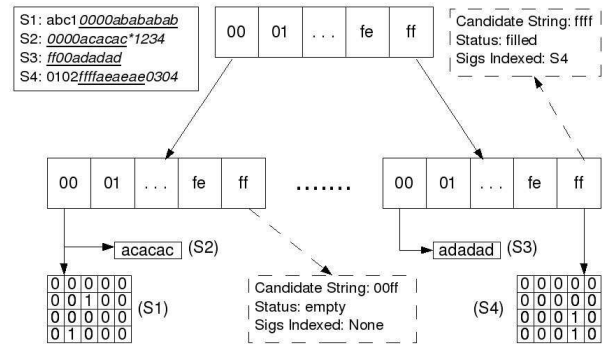 S1: abc10000abababab
S2: 0000acacac*1234
S3: ff00adadad
S4: 0102ffffaeaeae0304
00 01 . . . fe ff
Candidate String: ffff
Status: filled
Sigs Indexed: S4
00 01 . . . fe ff
.......
00 01 . . . fe ff
acacac (S2)
adadad (S3)
0 0 0 0 0
0 0 1 0 0
0 0 0 0 0
0 1 0 0 0
(S1)
Candidate String: 00ff
Status: empty
Sigs Indexed: None
(S4)
0 0 0 0 0
0 0 0 0 0
0 0 0 1 0
0 0 0 1 0